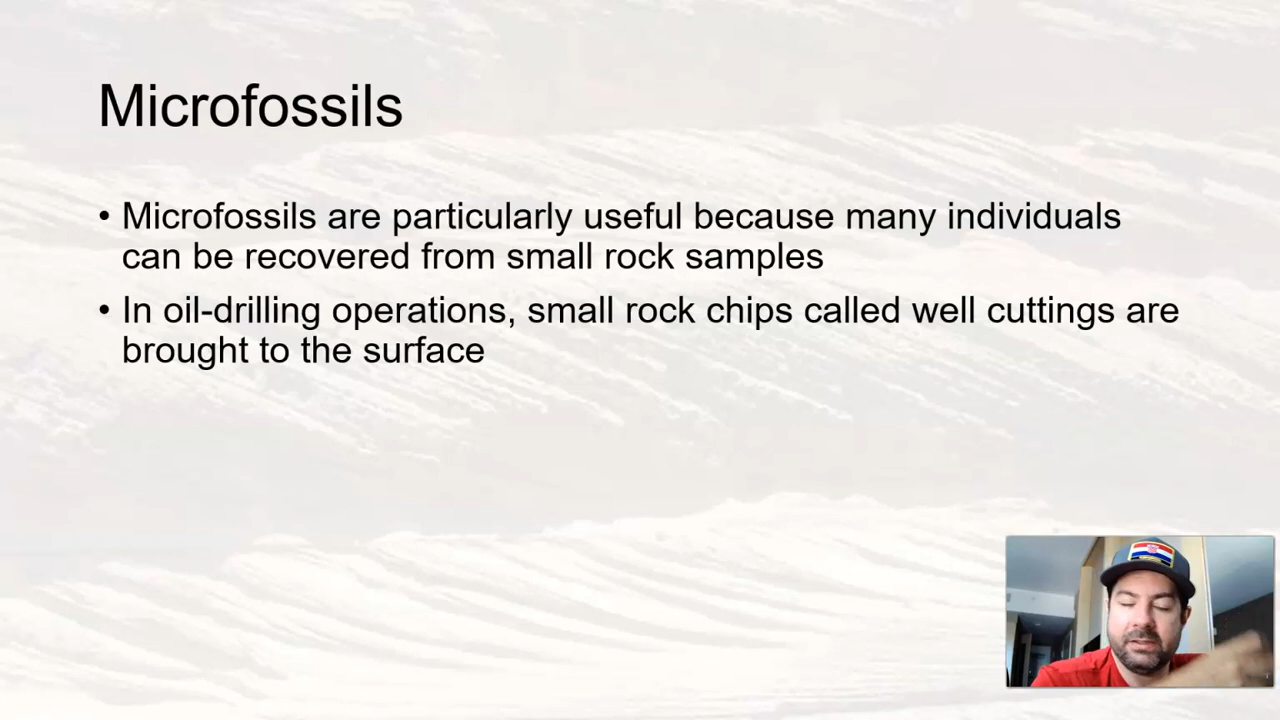 Microfossils
• Microfossils are particularly useful because many individuals
can be recovered from small rock samples
• In oil-drilling operations, small rock chips called well cuttings are
brought to the surface